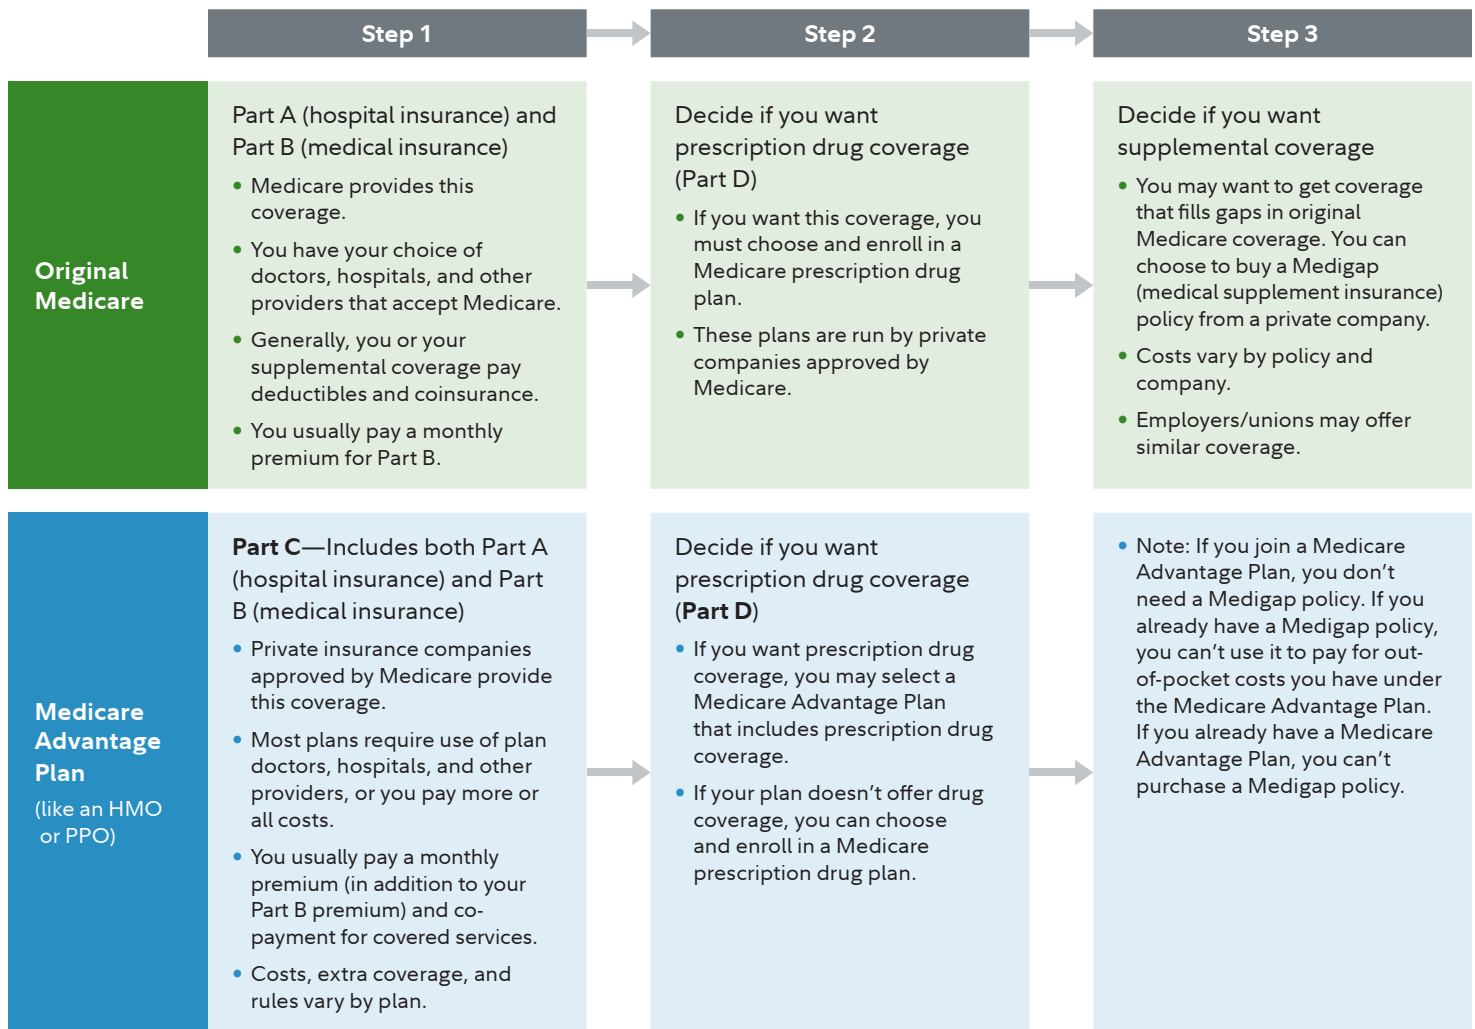 Step 1
Step 2
Step 3
Original
Medicare
Part A (hospital insurance) and
Part B (medical insurance)
• Medicare provides this
coverage.
• You have your choice of
doctors, hospitals, and other
providers that accept Medicare.
• Generally, you or your
supplemental coverage pay
deductibles and coinsurance.
• You usually pay a monthly
premium for Part B.
Decide if you want
prescription drug coverage
(Part D)
• If you want this coverage, you
must choose and enroll in a
Medicare prescription drug
plan.
• These plans are run by private
companies approved by
Medicare.
Decide if you want
supplemental coverage
• You may want to get coverage
that fills gaps in original
Medicare coverage. You can
choose to buy a Medigap
(medical supplement insurance)
policy from a private company.
• Costs vary by policy and
company.
• Employers/unions may offer
similar coverage.
Medicare
Advantage
Plan
(like an HMO
or PPO)
Part C—Includes both Part A
(hospital insurance) and Part
B (medical insurance)
• Private insurance companies
approved by Medicare provide
this coverage.
• Most plans require use of plan
doctors, hospitals, and other
providers, or you pay more or
all costs.
• You usually pay a monthly
premium (in addition to your
Part B premium) and co-
payment for covered services.
• Costs, extra coverage, and
rules vary by plan.
Decide if you want
prescription drug coverage
(Part D)
• If you want prescription drug
coverage, you may select a
Medicare Advantage Plan
that includes prescription drug
coverage.
• If your plan doesn’t offer drug
coverage, you can choose
and enroll in a Medicare
prescription drug plan.
• Note: If you join a Medicare
Advantage Plan, you don’t
need a Medigap policy. If you
already have a Medigap policy,
you can’t use it to pay for out-
of-pocket costs you have under
the Medicare Advantage Plan.
If you already have a Medicare
Advantage Plan, you can’t
purchase a Medigap policy.